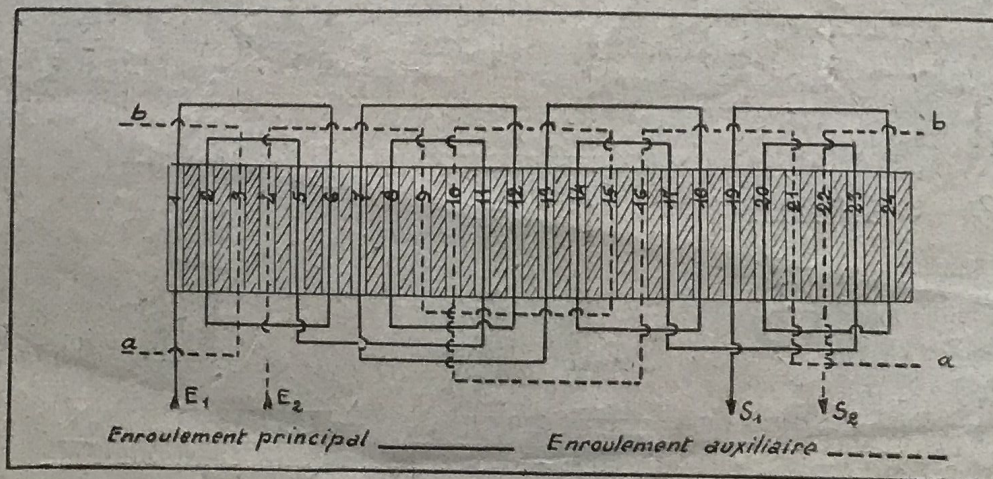 b b
1 2 3 4 5 6 7 8 9 10 11 12 13 14 15 16 17 18 19 20 21 22 23 24
a a
E1 E2 S1 S2
Enroulement principal Enroulement auxiliaire